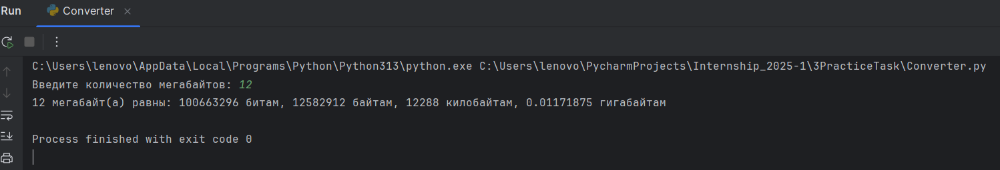 Run Converter
C:\Users\lenovo\AppData\Local\Programs\Python\Python313\python.exe C:\Users\lenovo\PycharmProjects\Internship_2025-1\3PracticeTask\Converter.py
Введите количество мегабайтов: 12
12 мегабайт(а) равны: 100663296 битам, 12582912 байтам, 12288 килобайтам, 0.01171875 гигабайтам
Process finished with exit code 0